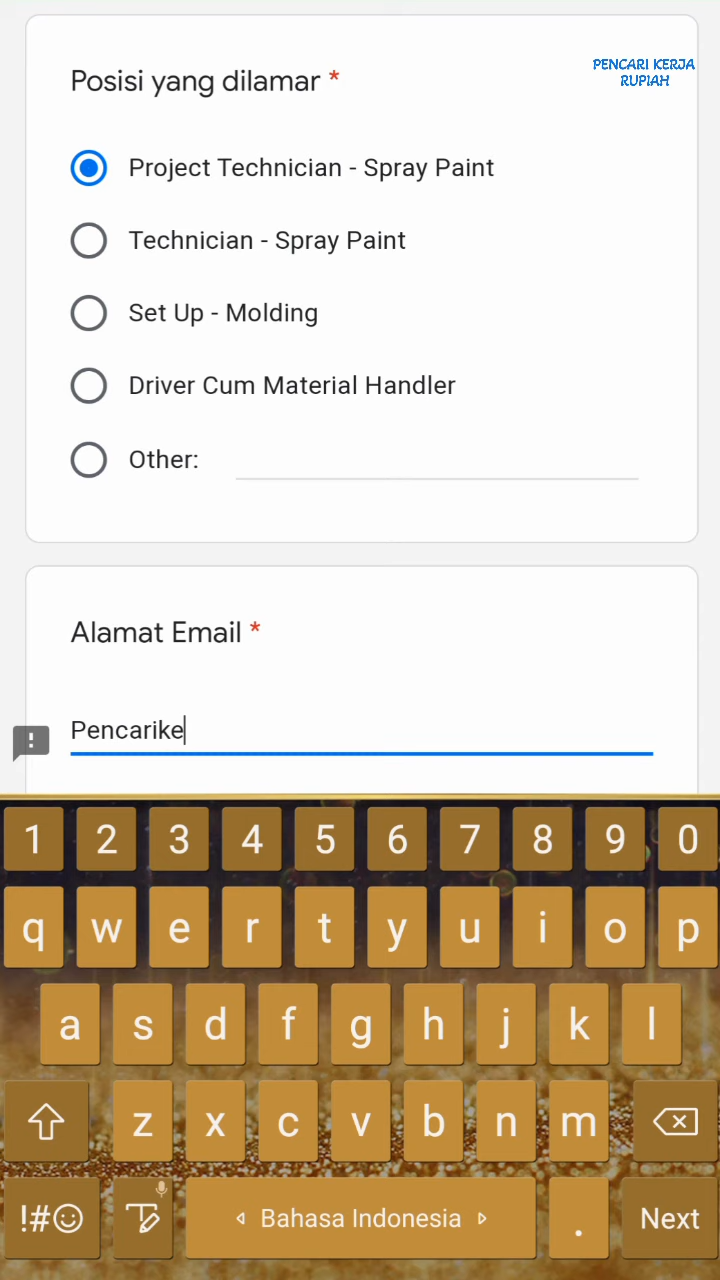 Posisi yang dilamar *
PENCARI KERJA
RUPIAH
Project Technician - Spray Paint
Technician - Spray Paint
Set Up - Molding
Driver Cum Material Handler
Other:
Alamat Email *
Pencarike
!
1 2 3 4 5 6 7 8 9 0
q w e r t y u i o p
a s d f g h j k l
z x c v b n m
!#☺ T Bahasa Indonesia . Next